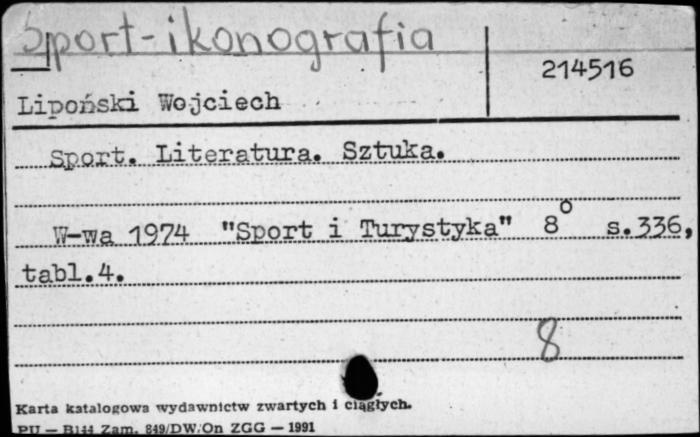 Sport-ikonografia
214516
Lipoński Wojciech
Sport. Literatura. Sztuka.
W-wa 1974 "Sport i Turystyka" 8° s.336,
tabl.4.
8
Karta katalogowa wydawnictw zwartych i ciągłych.
PU — B144 Zam. 849/DW/On ZGG — 1991